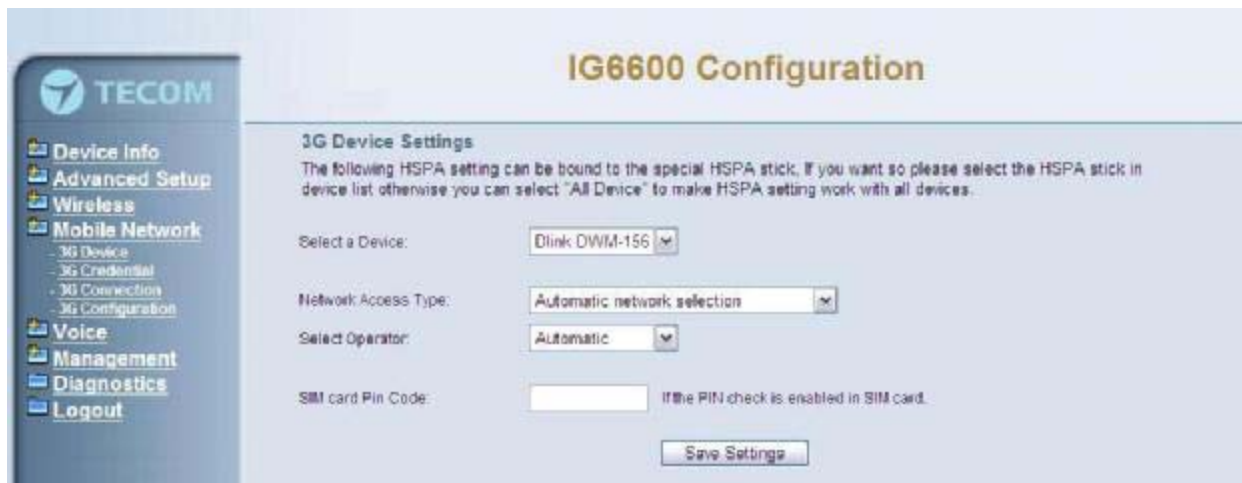 IG6600 Configuration
TECOM
Device Info
Advanced Setup
Wireless
Mobile Network
- 3G Device
- 3G Credential
- 3G Connection
- 3G Configuration
Voice
Management
Diagnostics
Logout
3G Device Settings
The following HSPA setting can be bound to the special HSPA stick, If you want so please select the HSPA stick in
device list otherwise you can select "All Device" to make HSPA setting work with all devices.
Select a Device: Dlink DWM-156
Network Access Type: Automatic network selection
Select Operator: Automatic
SIM card Pin Code: If the PIN check is enabled in SIM card.
Save Settings